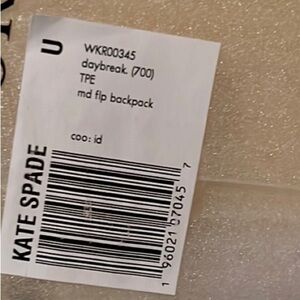 U
WKR00345
daybreak. (700)
TPE
md flp backpack
coo: id
KATE SPADE
1 96021 07045 7